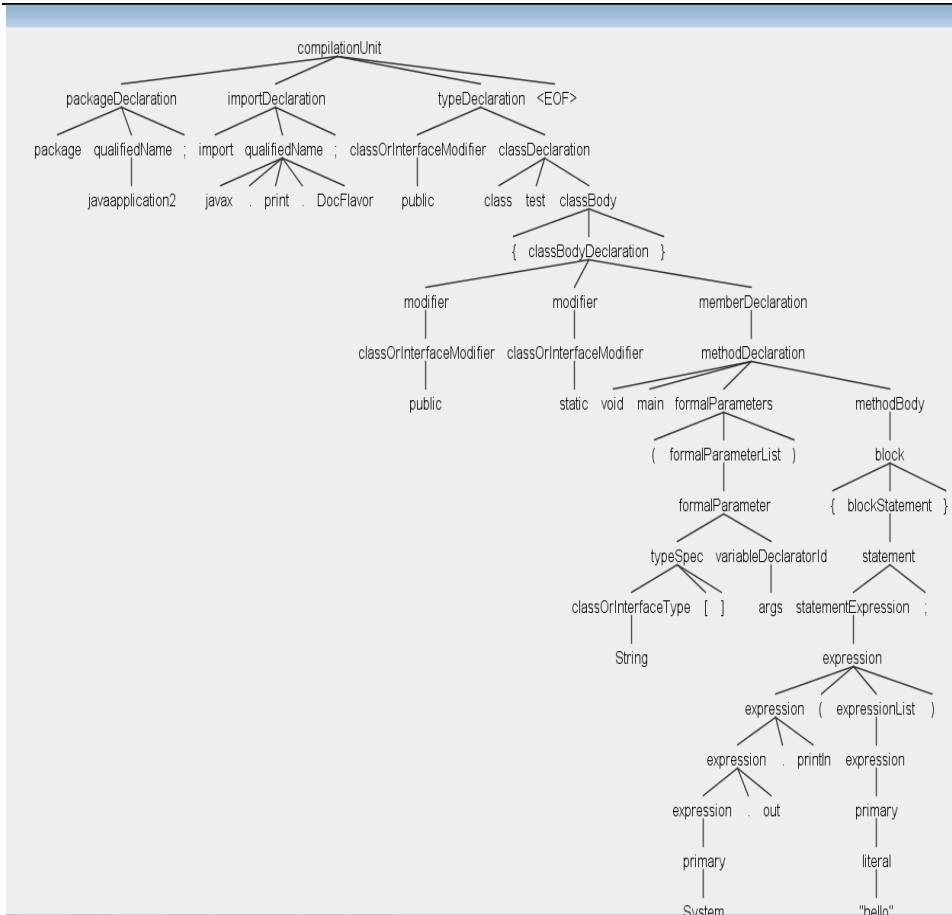 compilationUnit
packageDeclaration importDeclaration typeDeclaration <EOF>
package qualifiedName ; import qualifiedName ; classOrInterfaceModifier classDeclaration
javaapplication2 javax . print . DocFlavor public class test classBody
{ classBodyDeclaration }
modifier modifier memberDeclaration
classOrInterfaceModifier classOrInterfaceModifier methodDeclaration
public static void main formalParameters methodBody
( formalParameterList ) block
formalParameter { blockStatement }
typeSpec variableDeclaratorId statement
classOrInterfaceType [ ] args statementExpression ;
String expression
expression ( expressionList )
expression . println expression
expression . out primary
primary literal
System "hello"